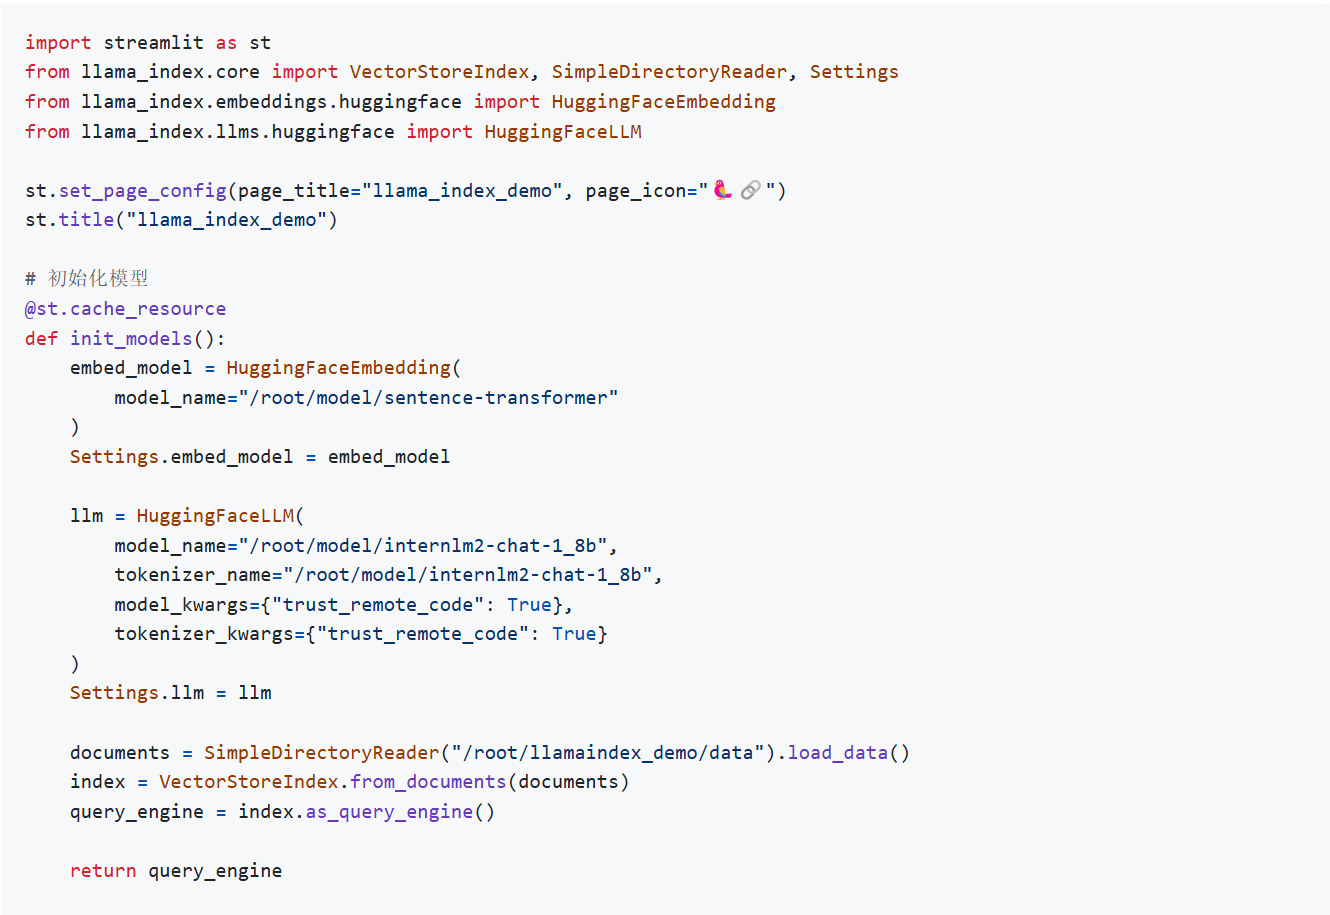 import streamlit as st
from llama_index.core import VectorStoreIndex, SimpleDirectoryReader, Settings
from llama_index.embeddings.huggingface import HuggingFaceEmbedding
from llama_index.llms.huggingface import HuggingFaceLLM

st.set_page_config(page_title="llama_index_demo", page_icon="🦜🔗")
st.title("llama_index_demo")

# 初始化模型
@st.cache_resource
def init_models():
    embed_model = HuggingFaceEmbedding(
        model_name="/root/model/sentence-transformer"
    )
    Settings.embed_model = embed_model

    llm = HuggingFaceLLM(
        model_name="/root/model/internlm2-chat-1_8b",
        tokenizer_name="/root/model/internlm2-chat-1_8b",
        model_kwargs={"trust_remote_code": True},
        tokenizer_kwargs={"trust_remote_code": True}
    )
    Settings.llm = llm

    documents = SimpleDirectoryReader("/root/llamaindex_demo/data").load_data()
    index = VectorStoreIndex.from_documents(documents)
    query_engine = index.as_query_engine()

    return query_engine